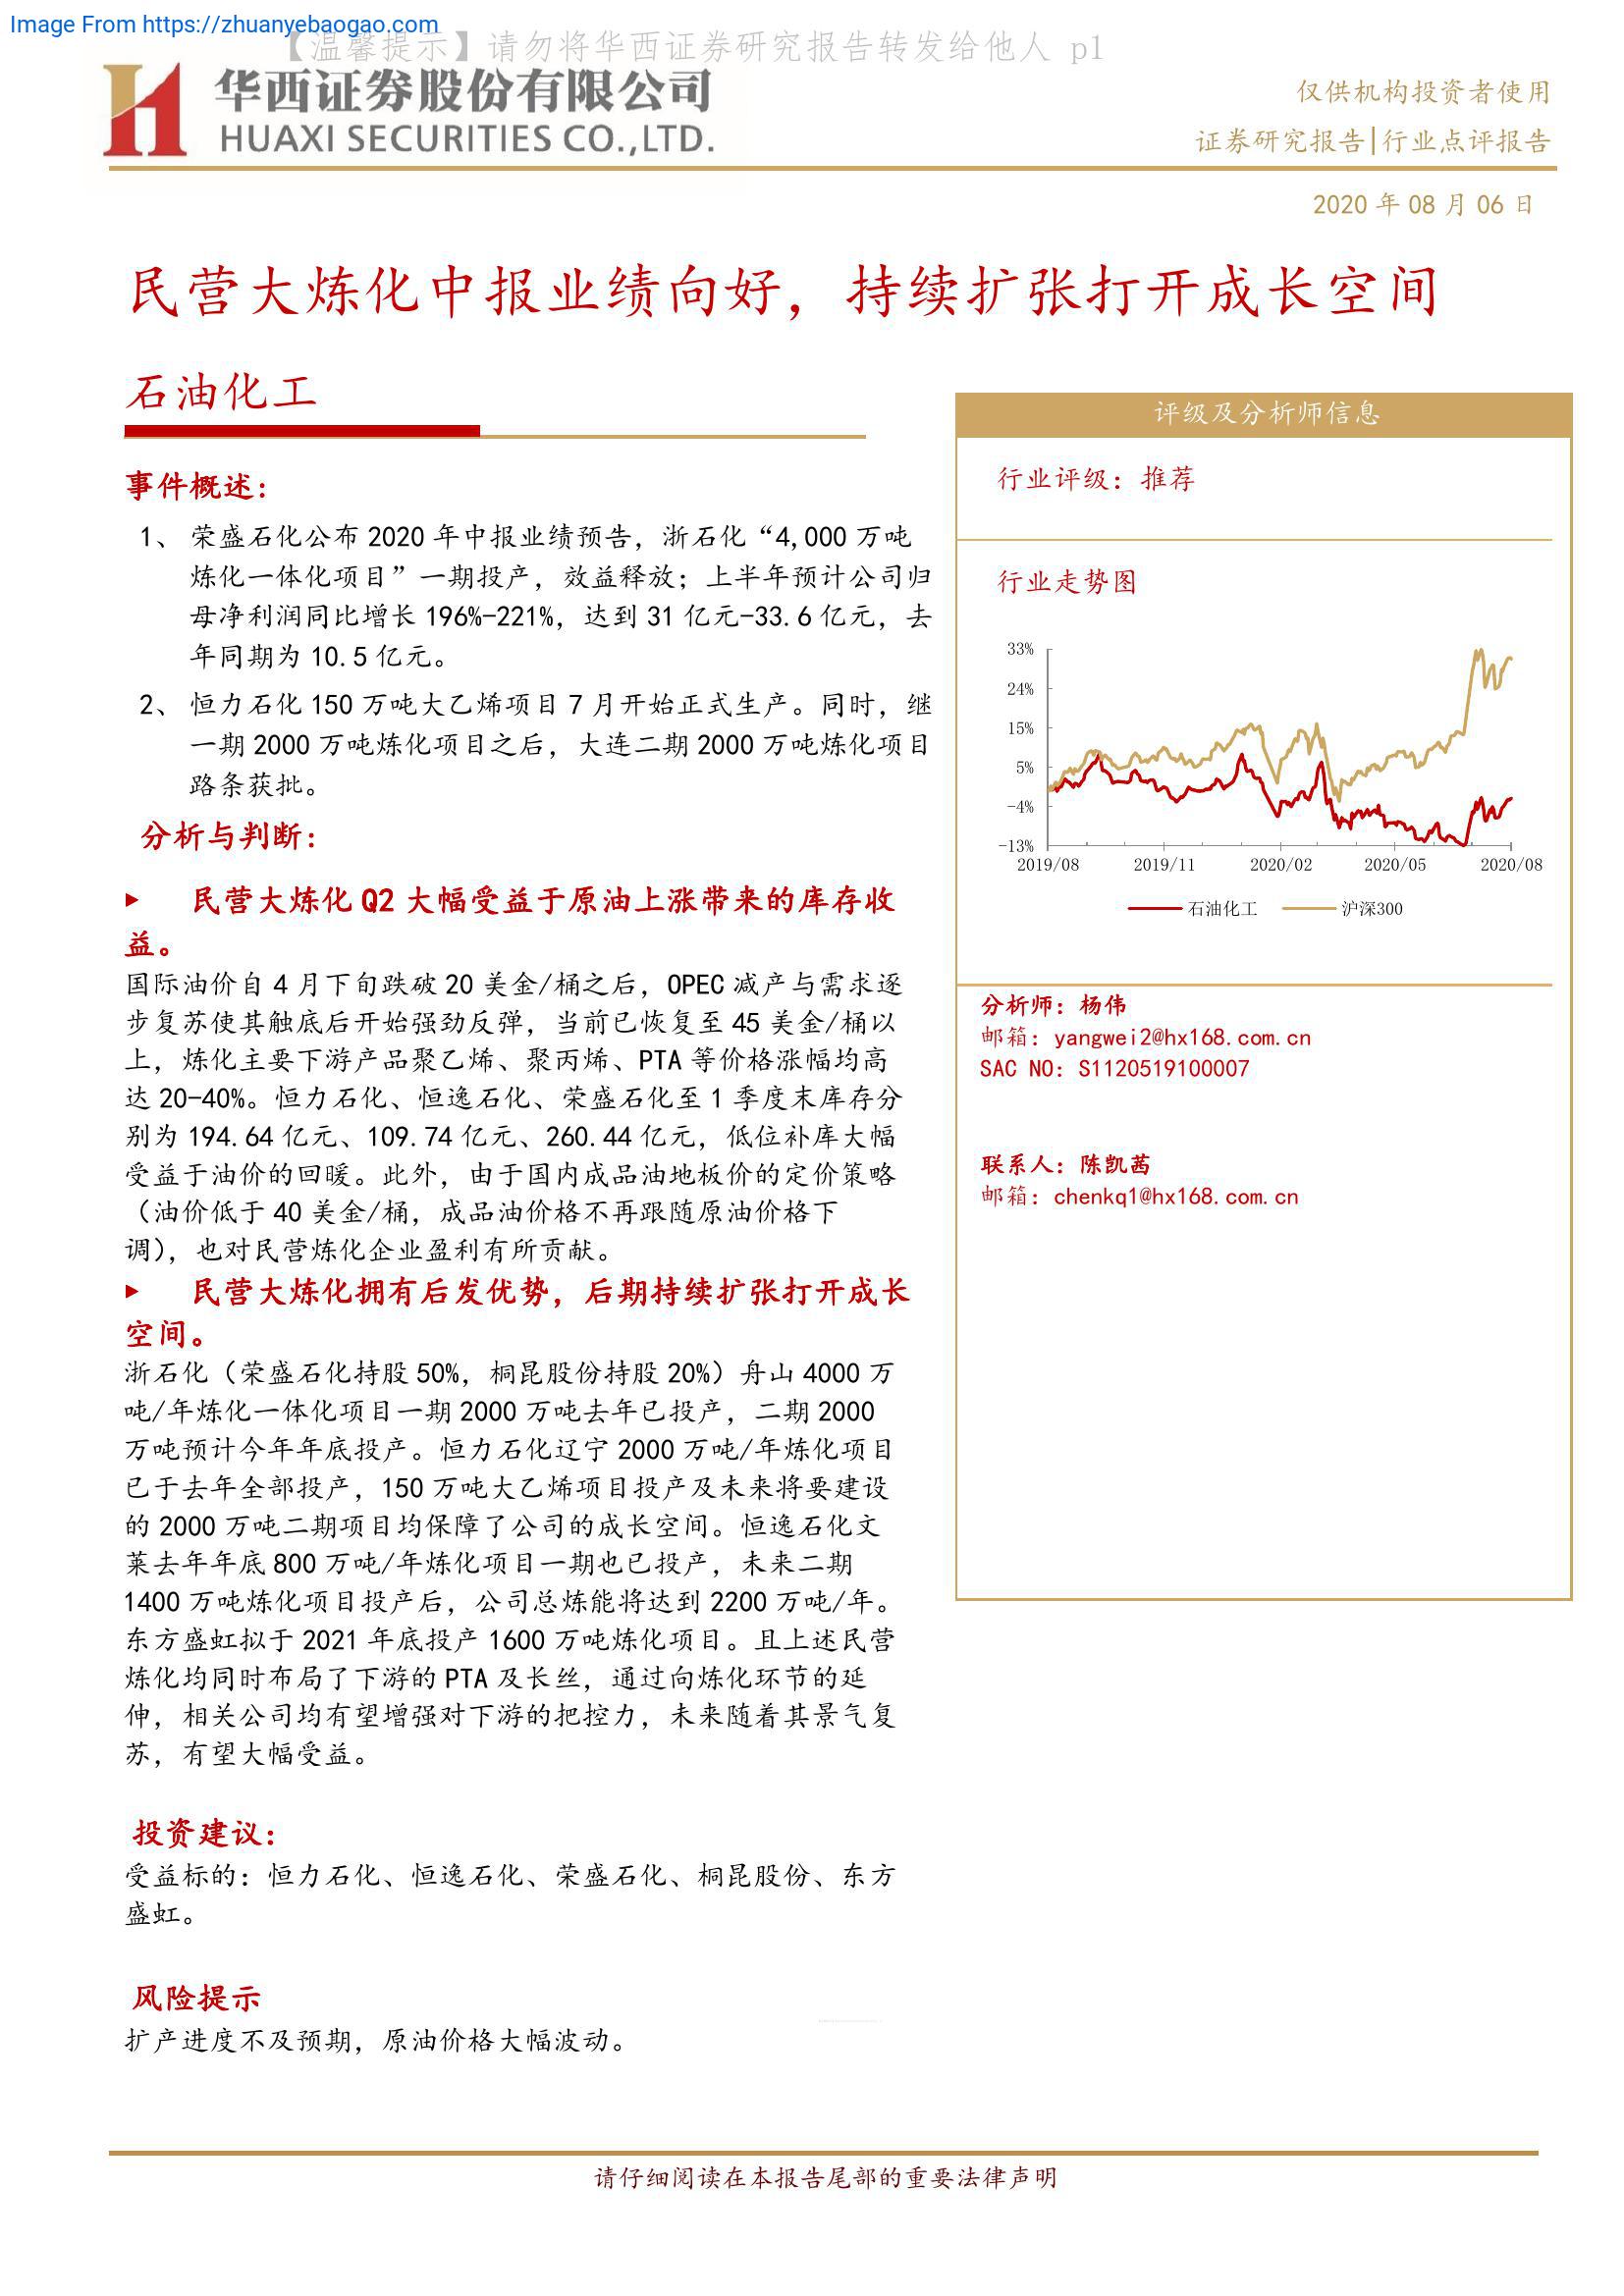 Image From https://zhuanyebaogao.com
【温馨提示】请勿将华西证券研究报告转发给他人 p1
华西证券股份有限公司
HUAXI SECURITIES CO.,LTD.
仅供机构投资者使用
证券研究报告|行业点评报告
2020 年 08 月 06 日
民营大炼化中报业绩向好，持续扩张打开成长空间
石油化工
事件概述：
1、 荣盛石化公布 2020 年中报业绩预告，浙石化“4,000 万吨
炼化一体化项目”一期投产，效益释放；上半年预计公司归
母净利润同比增长 196%-221%，达到 31 亿元-33.6 亿元，去
年同期为 10.5 亿元。
2、 恒力石化 150 万吨大乙烯项目 7 月开始正式生产。同时，继
一期 2000 万吨炼化项目之后，大连二期 2000 万吨炼化项目
路条获批。
分析与判断：
▶ 民营大炼化 Q2 大幅受益于原油上涨带来的库存收
益。
国际油价自 4 月下旬跌破 20 美金/桶之后，OPEC 减产与需求逐
步复苏使其触底后开始强劲反弹，当前已恢复至 45 美金/桶以
上，炼化主要下游产品聚乙烯、聚丙烯、PTA 等价格涨幅均高
达 20-40%。恒力石化、恒逸石化、荣盛石化至 1 季度末库存分
别为 194.64 亿元、109.74 亿元、260.44 亿元，低位补库大幅
受益于油价的回暖。此外，由于国内成品油地板价的定价策略
（油价低于 40 美金/桶，成品油价格不再跟随原油价格下
调），也对民营炼化企业盈利有所贡献。
▶ 民营大炼化拥有后发优势，后期持续扩张打开成长
空间。
浙石化（荣盛石化持股 50%，桐昆股份持股 20%）舟山 4000 万
吨/年炼化一体化项目一期 2000 万吨去年已投产，二期 2000
万吨预计今年年底投产。恒力石化辽宁 2000 万吨/年炼化项目
已于去年全部投产，150 万吨大乙烯项目投产及未来将要建设
的 2000 万吨二期项目均保障了公司的成长空间。恒逸石化文
莱去年年底 800 万吨/年炼化项目一期也已投产，未来二期
1400 万吨炼化项目投产后，公司总炼能将达到 2200 万吨/年。
东方盛虹拟于 2021 年底投产 1600 万吨炼化项目。且上述民营
炼化均同时布局了下游的 PTA 及长丝，通过向炼化环节的延
伸，相关公司均有望增强对下游的把控力，未来随着其景气复
苏，有望大幅受益。
投资建议：
受益标的：恒力石化、恒逸石化、荣盛石化、桐昆股份、东方
盛虹。
风险提示
扩产进度不及预期，原油价格大幅波动。
评级及分析师信息
行业评级：推荐
行业走势图
33%
24%
15%
5%
-4%
-13%
2019/08 2019/11 2020/02 2020/05 2020/08
石油化工 沪深300
分析师：杨伟
邮箱：yangwei2@hx168.com.cn
SAC NO：S1120519100007
联系人：陈凯茜
邮箱：chenkq1@hx168.com.cn
请仔细阅读在本报告尾部的重要法律声明